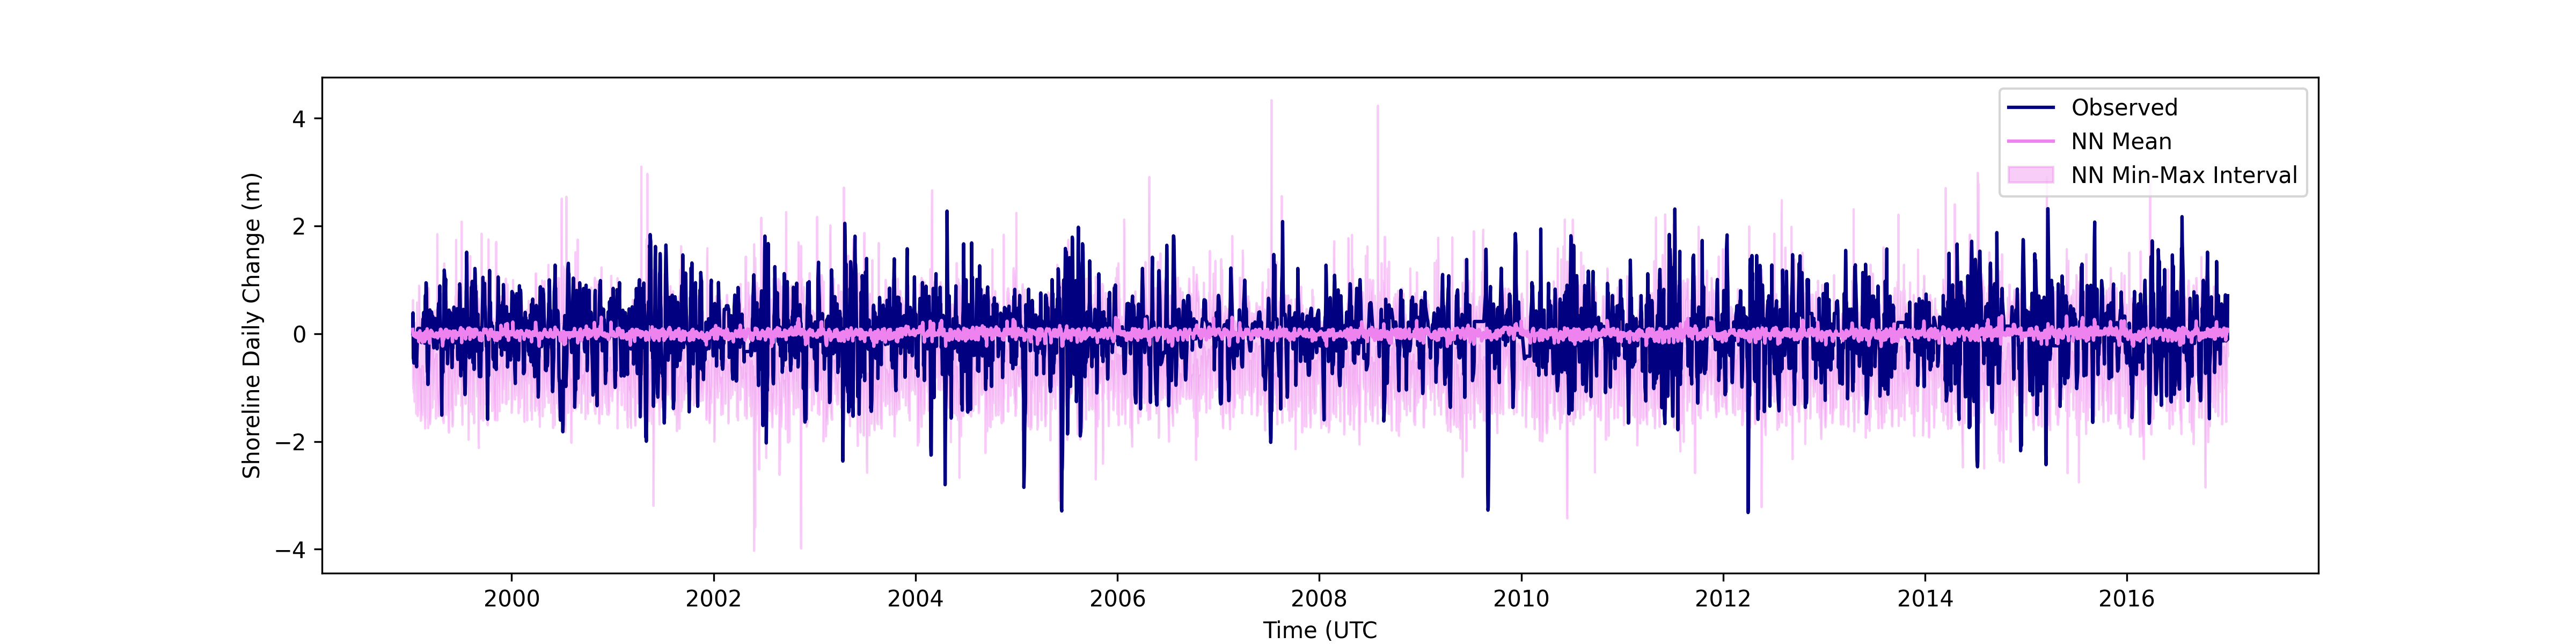 Observed
NN Mean
NN Min-Max Interval
Shoreline Daily Change (m)
4
2
0
−2
−4
2000 2002 2004 2006 2008 2010 2012 2014 2016
Time (UTC